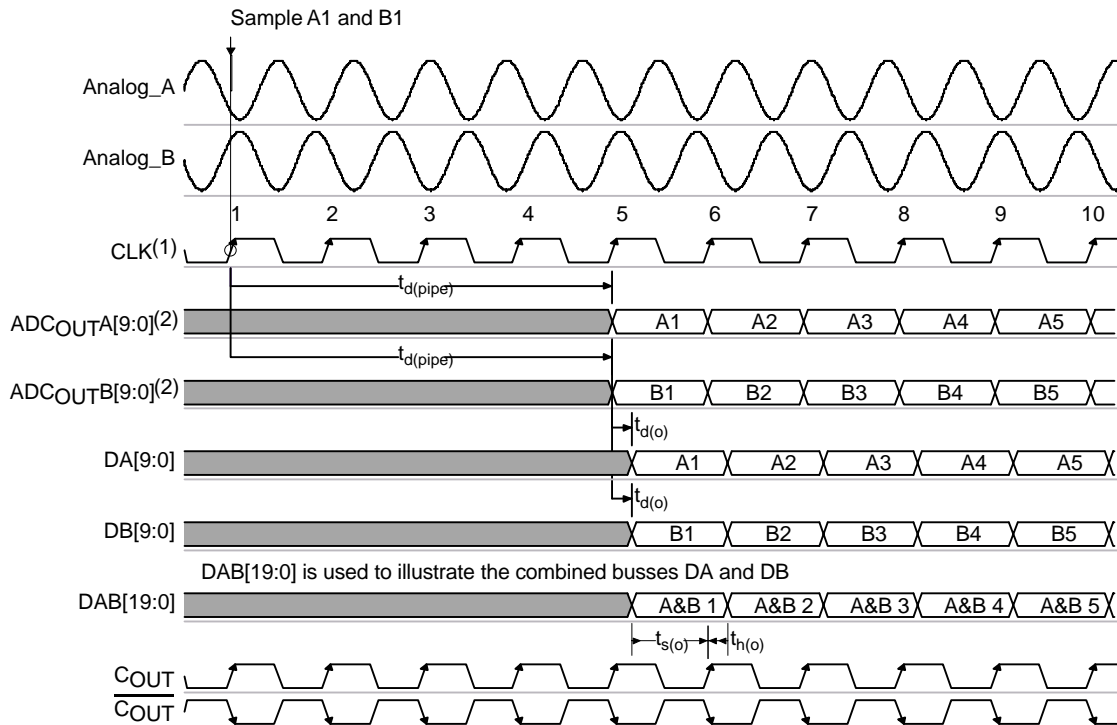 Sample A1 and B1
Analog_A
Analog_B
1 2 3 4 5 6 7 8 9 10
CLK(1)
td(pipe)
ADCOUTA[9:0](2) A1 A2 A3 A4 A5
td(pipe)
ADCOUTB[9:0](2) B1 B2 B3 B4 B5
td(o)
DA[9:0] A1 A2 A3 A4 A5
td(o)
DB[9:0] B1 B2 B3 B4 B5
DAB[19:0] is used to illustrate the combined busses DA and DB
DAB[19:0] A&B 1 A&B 2 A&B 3 A&B 4 A&B 5
ts(o) th(o)
COUT
COUT